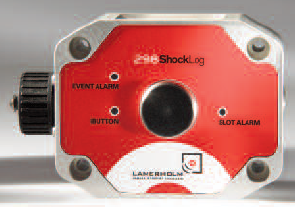 298 ShockLog
EVENT ALARM
BUTTON
SLOT ALARM
LAMERHOLM